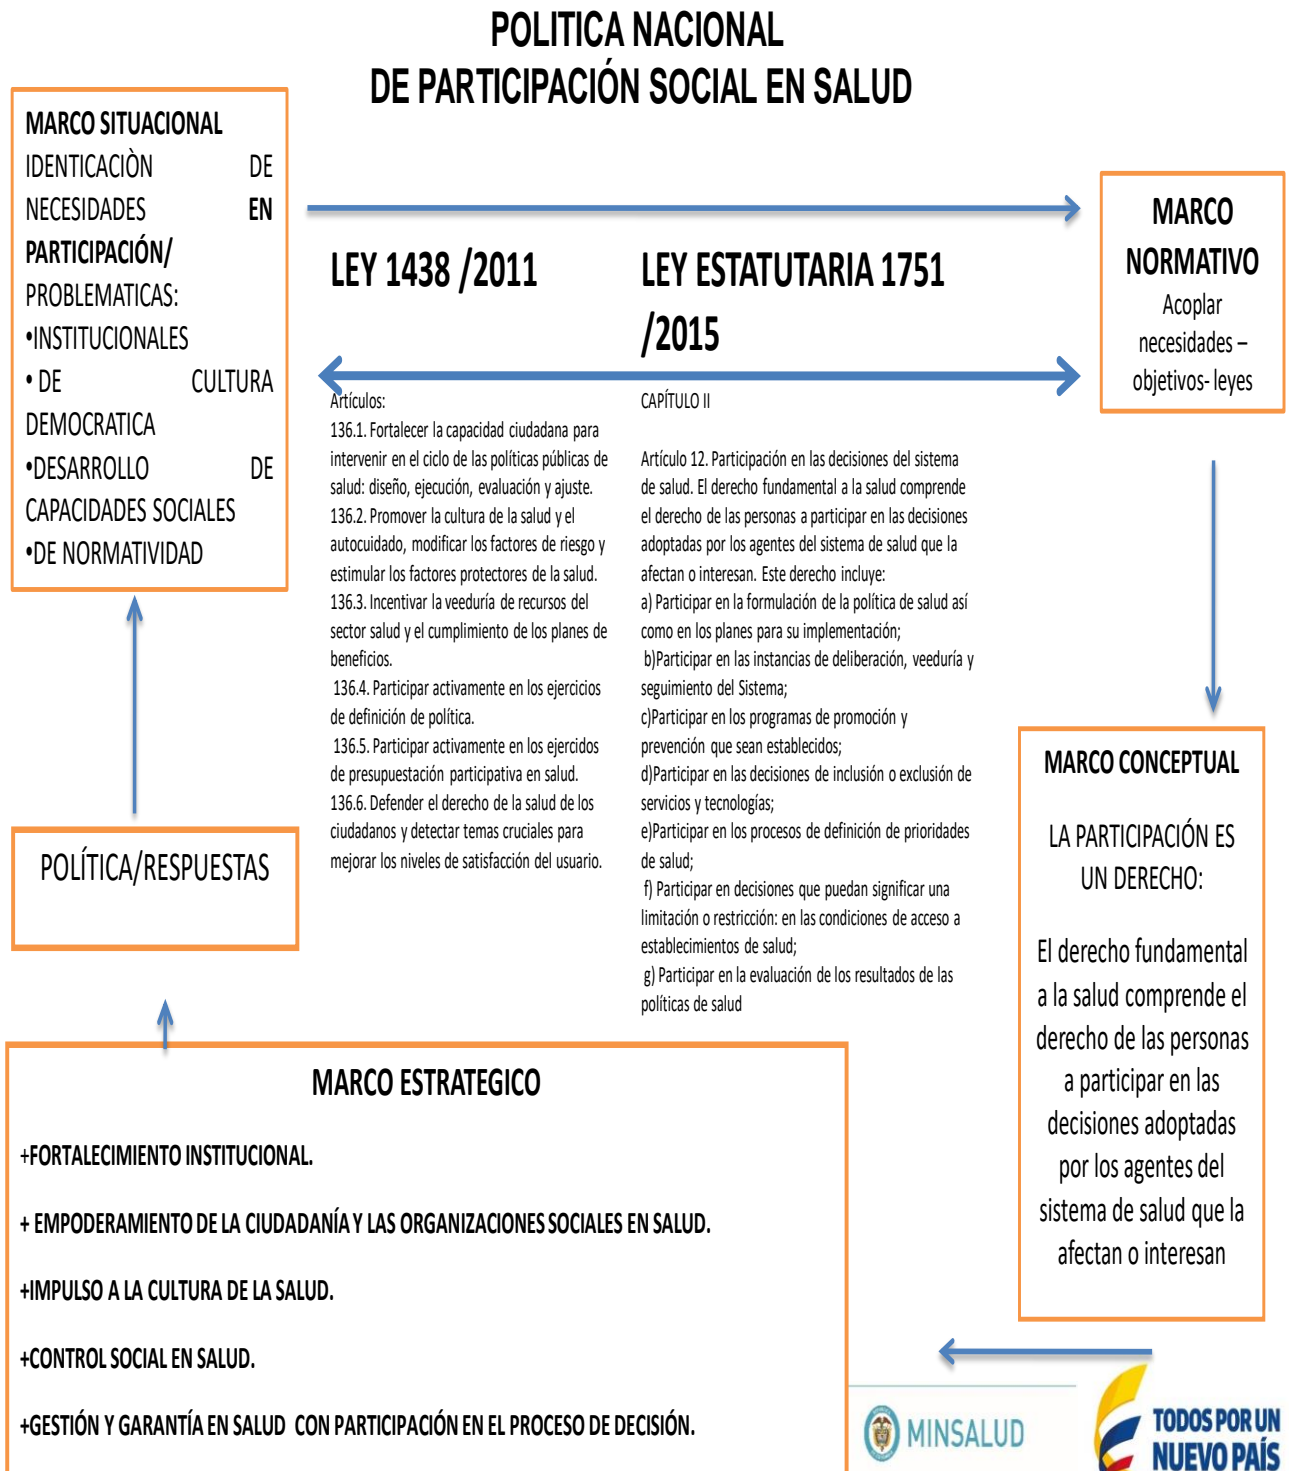 POLITICA NACIONAL
DE PARTICIPACIÓN SOCIAL EN SALUD
MARCO SITUACIONAL
IDENTICACIÒN DE
NECESIDADES EN
PARTICIPACIÓN/
PROBLEMATICAS:
•INSTITUCIONALES
• DE CULTURA
DEMOCRATICA
•DESARROLLO DE
CAPACIDADES SOCIALES
•DE NORMATIVIDAD
LEY 1438 /2011
Artículos:
136.1. Fortalecer la capacidad ciudadana para
intervenir en el ciclo de las políticas públicas de
salud: diseño, ejecución, evaluación y ajuste.
136.2. Promover la cultura de la salud y el
autocuidado, modificar los factores de riesgo y
estimular los factores protectores de la salud.
136.3. Incentivar la veeduría de recursos del
sector salud y el cumplimiento de los planes de
beneficios.
136.4. Participar activamente en los ejercicios
de definición de política.
136.5. Participar activamente en los ejercidos
de presupuestación participativa en salud.
136.6. Defender el derecho de la salud de los
ciudadanos y detectar temas cruciales para
mejorar los niveles de satisfacción del usuario.
LEY ESTATUTARIA 1751
/2015
CAPÍTULO II
Artículo 12. Participación en las decisiones del sistema
de salud. El derecho fundamental a la salud comprende
el derecho de las personas a participar en las decisiones
adoptadas por los agentes del sistema de salud que la
afectan o interesan. Este derecho incluye:
a) Participar en la formulación de la política de salud así
como en los planes para su implementación;
b)Participar en las instancias de deliberación, veeduría y
seguimiento del Sistema;
c)Participar en los programas de promoción y
prevención que sean establecidos;
d)Participar en las decisiones de inclusión o exclusión de
servicios y tecnologías;
e)Participar en los procesos de definición de prioridades
de salud;
f) Participar en decisiones que puedan significar una
limitación o restricción: en las condiciones de acceso a
establecimientos de salud;
g) Participar en la evaluación de los resultados de las
políticas de salud
MARCO
NORMATIVO
Acoplar
necesidades –
objetivos- leyes
MARCO CONCEPTUAL
LA PARTICIPACIÓN ES
UN DERECHO:
El derecho fundamental
a la salud comprende el
derecho de las personas
a participar en las
decisiones adoptadas
por los agentes del
sistema de salud que la
afectan o interesan
POLÍTICA/RESPUESTAS
MARCO ESTRATEGICO
+FORTALECIMIENTO INSTITUCIONAL.
+ EMPODERAMIENTO DE LA CIUDADANÍA Y LAS ORGANIZACIONES SOCIALES EN SALUD.
+IMPULSO A LA CULTURA DE LA SALUD.
+CONTROL SOCIAL EN SALUD.
+GESTIÓN Y GARANTÍA EN SALUD CON PARTICIPACIÓN EN EL PROCESO DE DECISIÓN.
MINSALUD
TODOS POR UN
NUEVO PAÍS